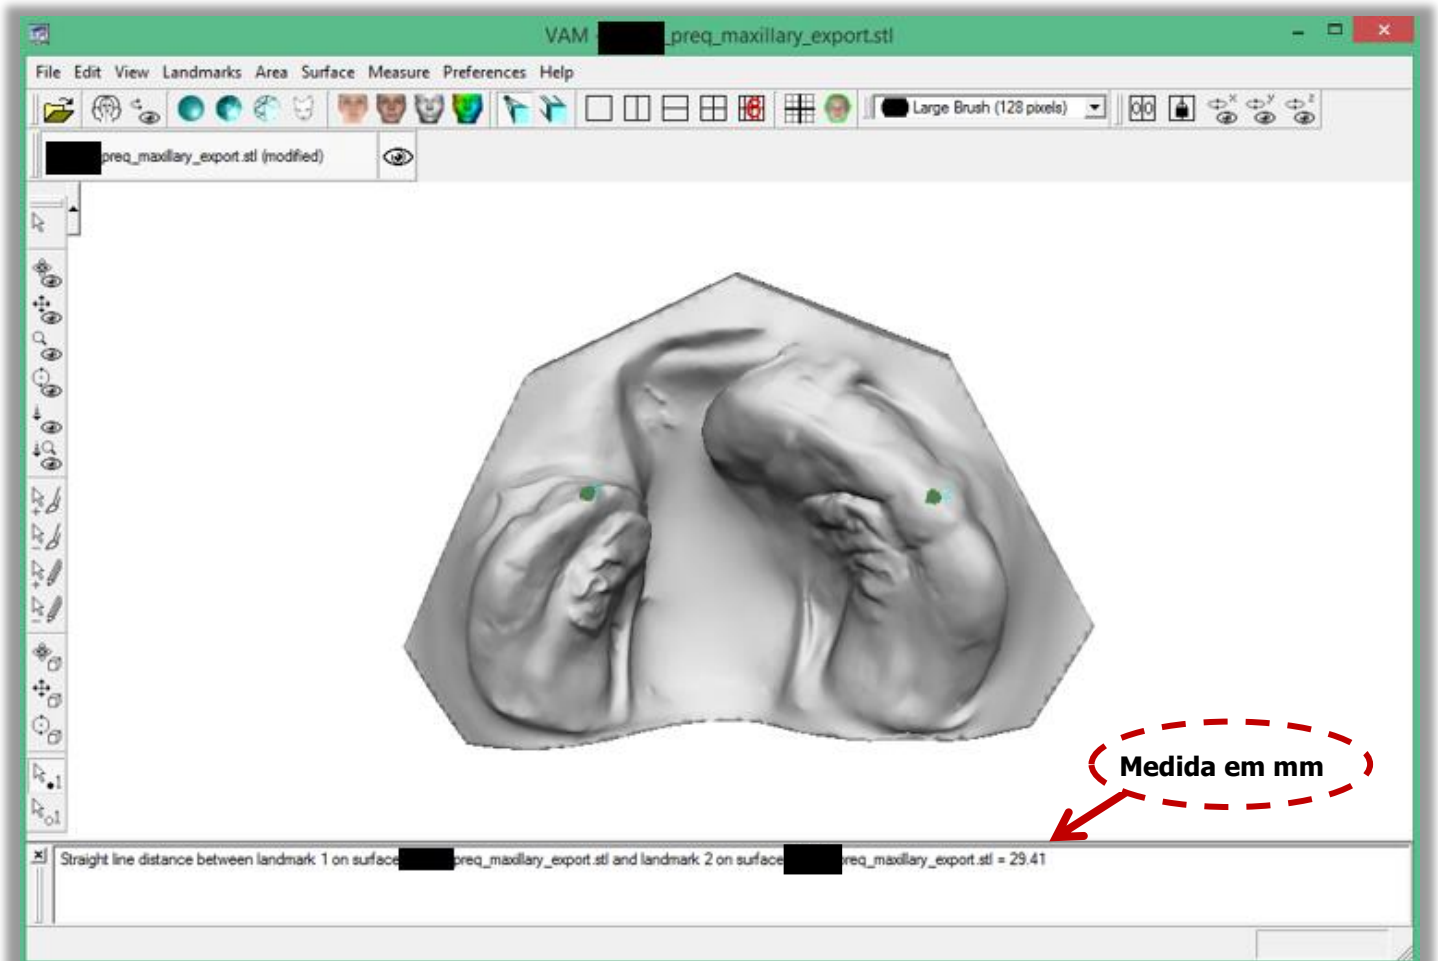 VAM - _preq_maxillary_export.stl
File Edit View Landmarks Area Surface Measure Preferences Help
Large Brush (128 pixels)
preq_maxillary_export.stl (modified)
Medida em mm
Straight line distance between landmark 1 on surface preq_maxillary_export.stl and landmark 2 on surface preq_maxillary_export.stl = 29.41